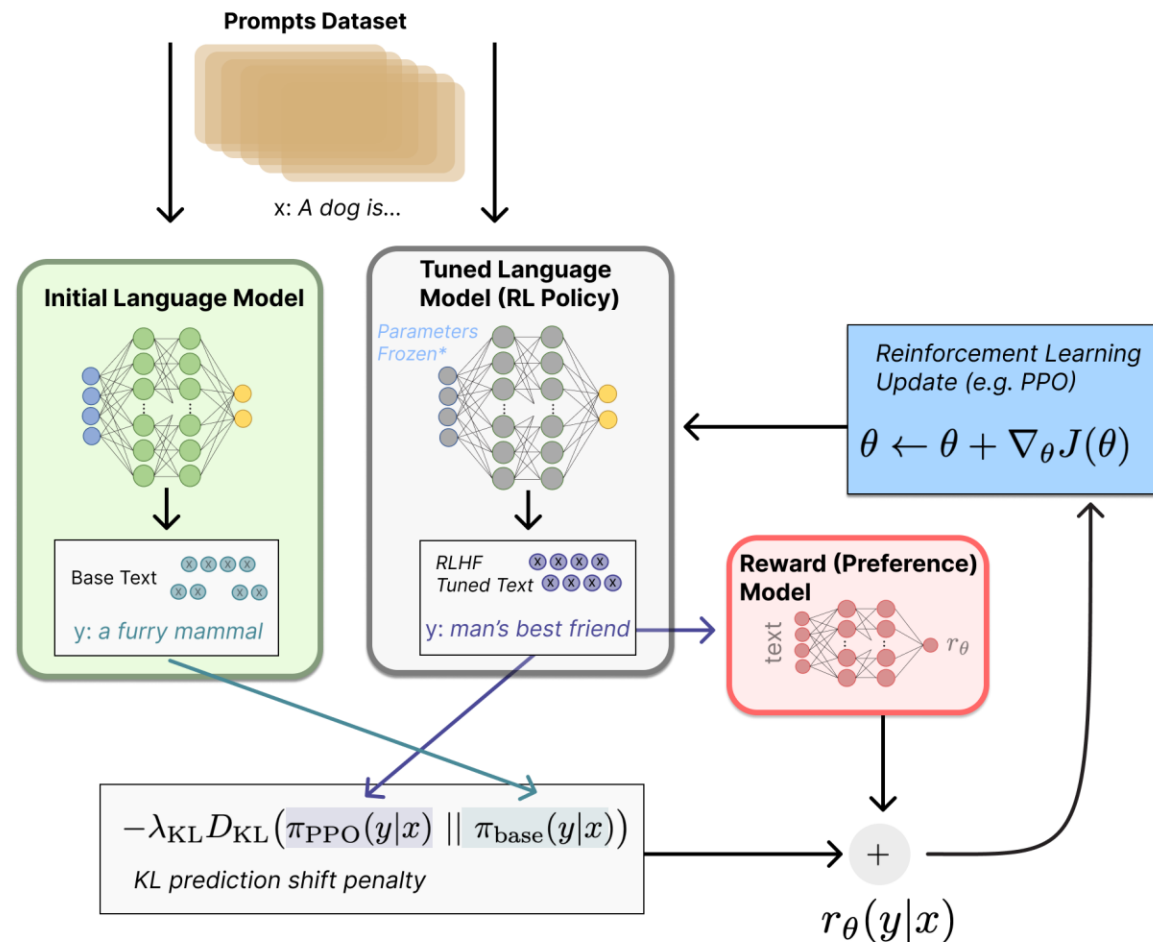 Prompts Dataset
x: A dog is...
Initial Language Model
Tuned Language
Model (RL Policy)
Parameters
Frozen*
Reinforcement Learning
Update (e.g. PPO)
θ ← θ + ∇θJ(θ)
Base Text
x x x x
x x x x
y: a furry mammal
RLHF
Tuned Text
x x x x
x x x x
y: man's best friend
Reward (Preference)
Model
text
rθ
−λKL DKL(πPPO(y|x) || πbase(y|x))
KL prediction shift penalty
+
rθ(y|x)